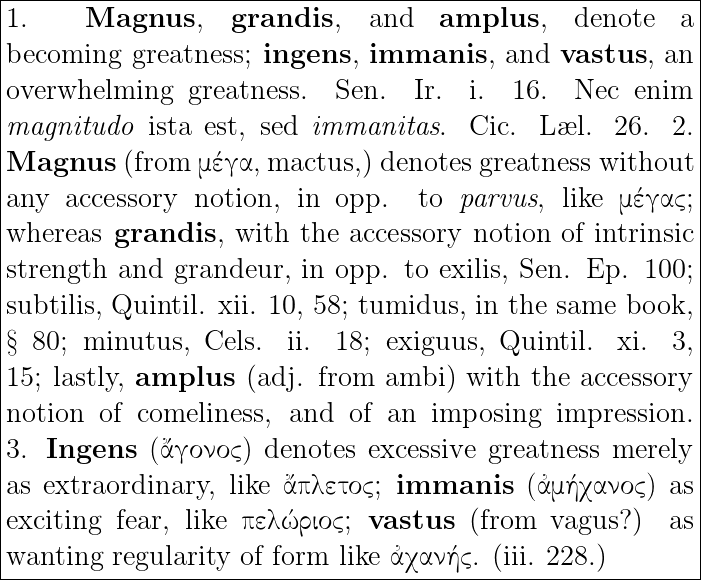 1. Magnus, grandis, and amplus, denote a
becoming greatness; ingens, immanis, and vastus, an
overwhelming greatness. Sen. Ir. i. 16. Nec enim
magnitudo ista est, sed immanitas. Cic. Læl. 26. 2.
Magnus (from μέγα, mactus,) denotes greatness without
any accessory notion, in opp. to parvus, like μέγας;
whereas grandis, with the accessory notion of intrinsic
strength and grandeur, in opp. to exilis, Sen. Ep. 100;
subtilis, Quintil. xii. 10, 58; tumidus, in the same book,
§ 80; minutus, Cels. ii. 18; exiguus, Quintil. xi. 3,
15; lastly, amplus (adj. from ambi) with the accessory
notion of comeliness, and of an imposing impression.
3. Ingens (ἄγονος) denotes excessive greatness merely
as extraordinary, like ἄπλετος; immanis (ἀμήχανος) as
exciting fear, like πελώριος; vastus (from vagus?) as
wanting regularity of form like ἀχανής. (iii. 228.)